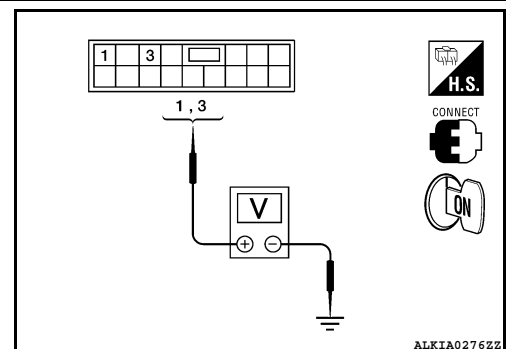 1 3
1 , 3
H.S.
CONNECT
V
+ −
ON
ALKIA0276ZZ